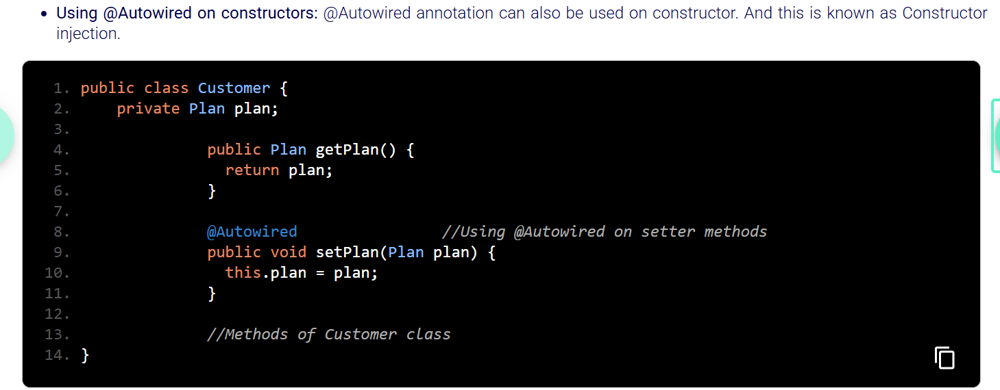 • Using @Autowired on constructors: @Autowired annotation can also be used on constructor. And this is known as Constructor
injection.
1. public class Customer {
2.     private Plan plan;
3.
4.               public Plan getPlan() {
5.                 return plan;
6.               }
7.
8.               @Autowired                //Using @Autowired on setter methods
9.               public void setPlan(Plan plan) {
10.                 this.plan = plan;
11.               }
12.
13.               //Methods of Customer class
14. }